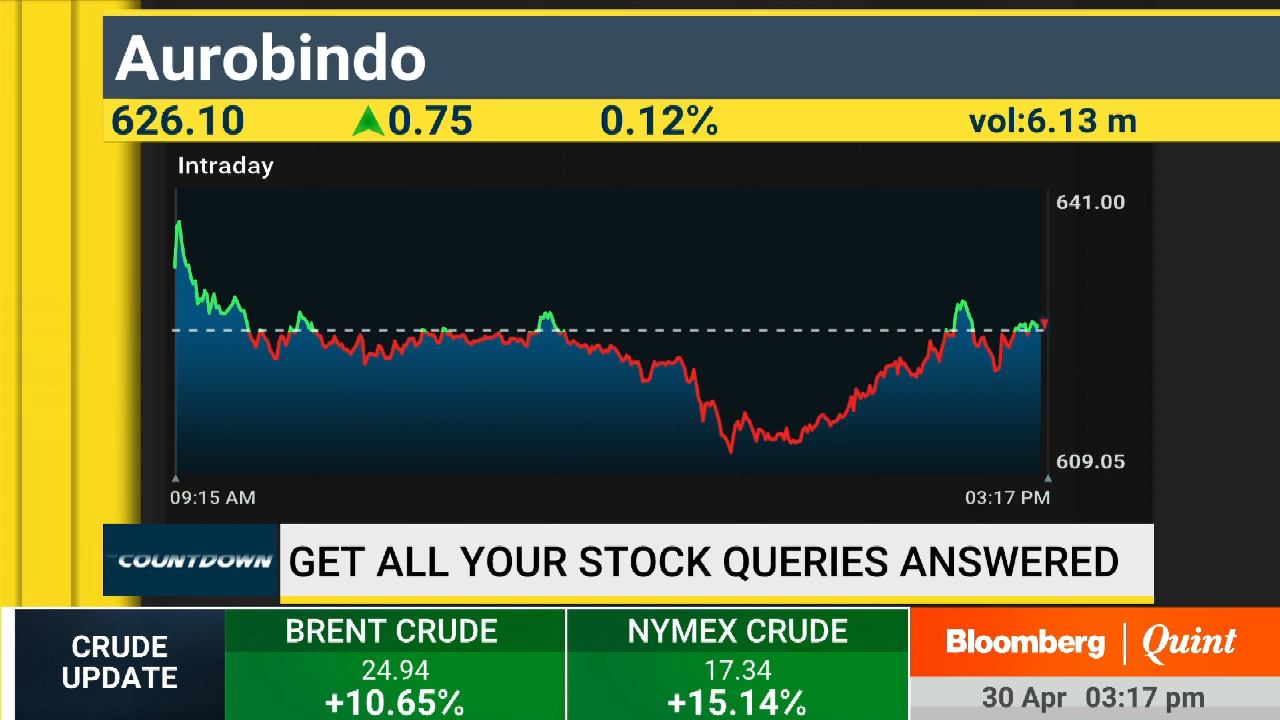 Aurobindo
626.10 ▲0.75 0.12% vol:6.13 m
Intraday
641.00
609.05
09:15 AM 03:17 PM
COUNTDOWN
GET ALL YOUR STOCK QUERIES ANSWERED
CRUDE
UPDATE
BRENT CRUDE
24.94
+10.65%
NYMEX CRUDE
17.34
+15.14%
Bloomberg | Quint
30 Apr 03:17 pm